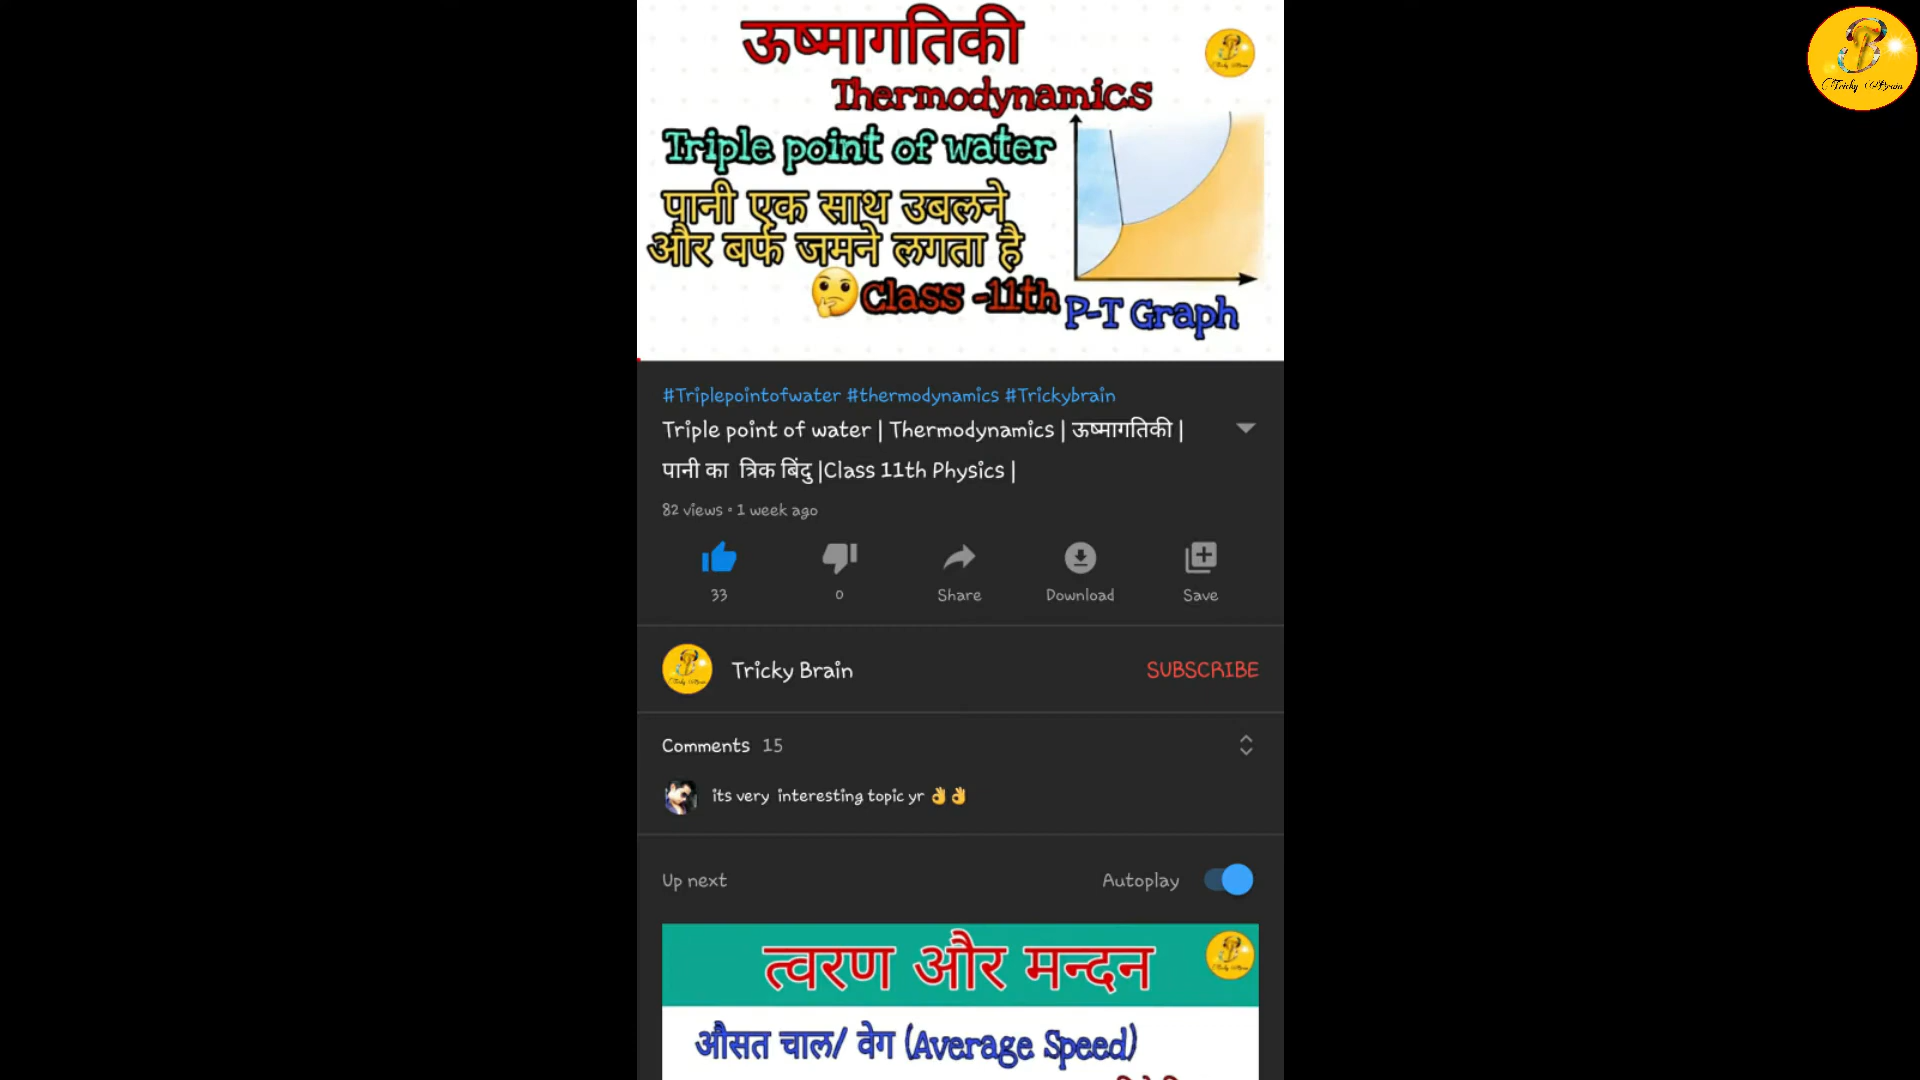 ऊष्मागतिकी
Thermodynamics
Triple point of water
पानी एक साथ उबलने
और बर्फ जमने लगता है
Class -11th
P-T Graph
#Triplepointofwater #thermodynamics #Trickybrain
Triple point of water | Thermodynamics | ऊष्मागतिकी |
पानी का त्रिक बिंदु |Class 11th Physics |
82 views • 1 week ago
33
0
Share
Download
Save
Tricky Brain
SUBSCRIBE
Comments 15
its very interesting topic yr 👌👌
Up next
Autoplay
त्वरण और मन्दन
औसत चाल/ वेग (Average Speed)
Tricky Brain